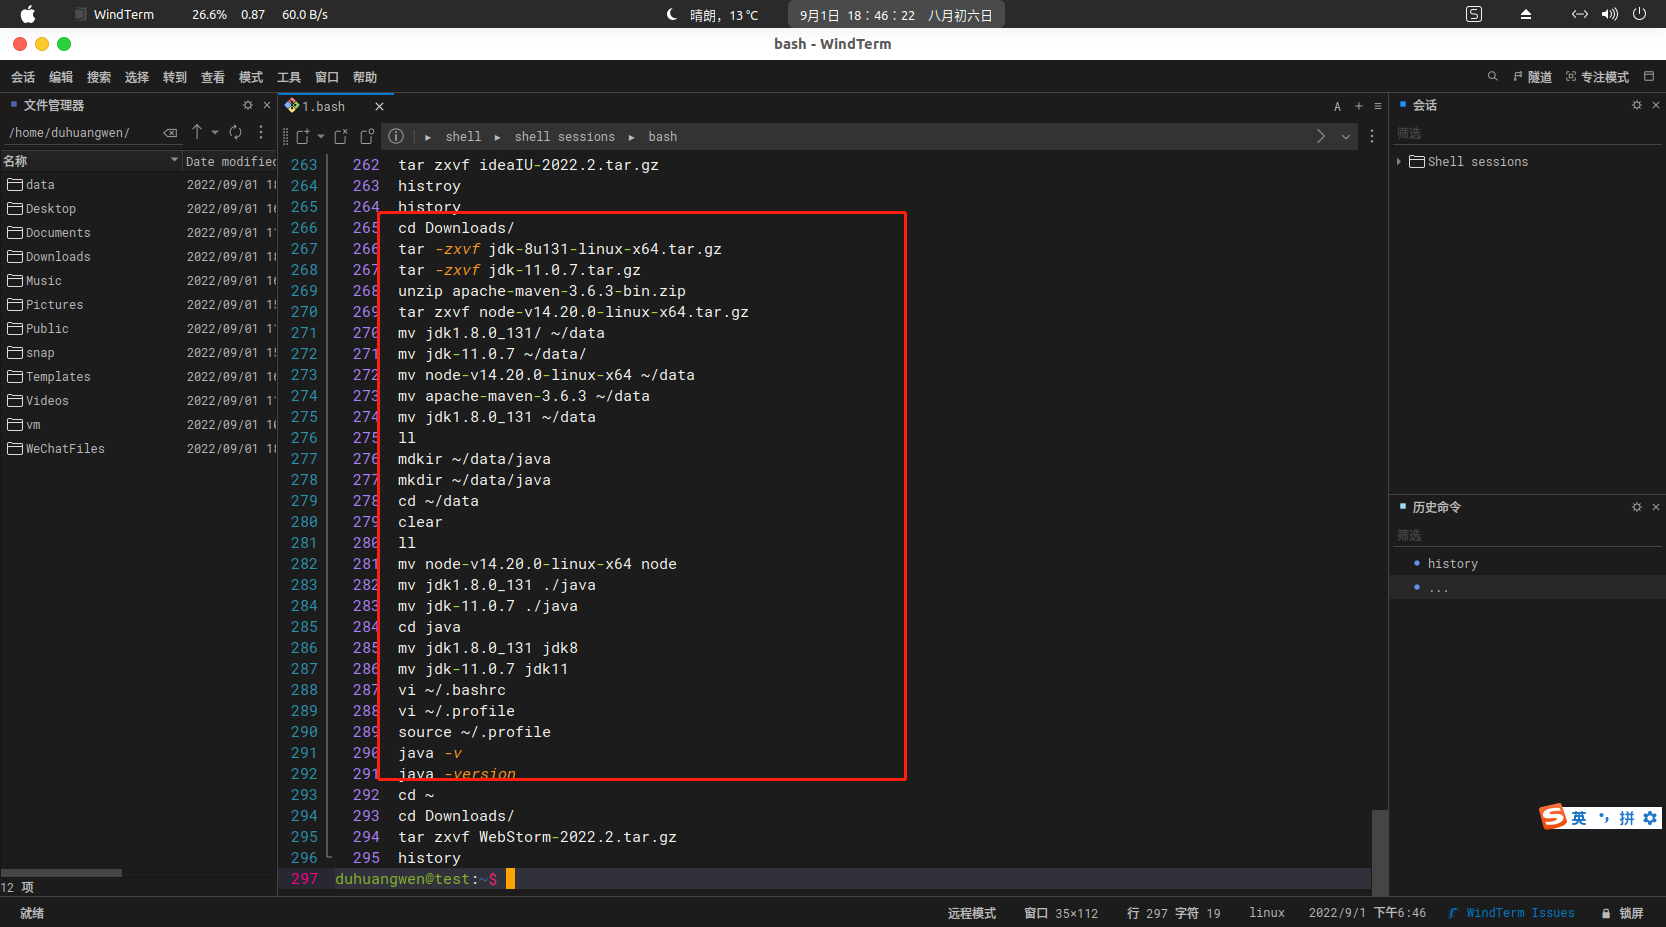 WindTerm 26.6% 0.87 60.0 B/s 晴朗，13 ℃ 9月1日 18：46：22 八月初六日
bash - WindTerm
会话 编辑 搜索 选择 转到 查看 模式 工具 窗口 帮助 隧道 专注模式
文件管理器
/home/duhuangwen/
名称 Date modified
data 2022/09/01 18
Desktop 2022/09/01 16
Documents 2022/09/01 11
Downloads 2022/09/01 18
Music 2022/09/01 16
Pictures 2022/09/01 15
Public 2022/09/01 11
snap 2022/09/01 15
Templates 2022/09/01 16
Videos 2022/09/01 11
vm 2022/09/01 16
WeChatFiles 2022/09/01 18
12 项
1.bash
A
shell ▸ shell sessions ▸ bash
263 262 tar zxvf ideaIU-2022.2.tar.gz
264 263 histroy
265 264 history
266 265 cd Downloads/
267 266 tar -zxvf jdk-8u131-linux-x64.tar.gz
268 267 tar -zxvf jdk-11.0.7.tar.gz
269 268 unzip apache-maven-3.6.3-bin.zip
270 269 tar zxvf node-v14.20.0-linux-x64.tar.gz
271 270 mv jdk1.8.0_131/ ~/data
272 271 mv jdk-11.0.7 ~/data/
273 272 mv node-v14.20.0-linux-x64 ~/data
274 273 mv apache-maven-3.6.3 ~/data
275 274 mv jdk1.8.0_131 ~/data
276 275 ll
277 276 mdkir ~/data/java
278 277 mkdir ~/data/java
279 278 cd ~/data
280 279 clear
281 280 ll
282 281 mv node-v14.20.0-linux-x64 node
283 282 mv jdk1.8.0_131 ./java
284 283 mv jdk-11.0.7 ./java
285 284 cd java
286 285 mv jdk1.8.0_131 jdk8
287 286 mv jdk-11.0.7 jdk11
288 287 vi ~/.bashrc
289 288 vi ~/.profile
290 289 source ~/.profile
291 290 java -v
292 291 java -version
293 292 cd ~
294 293 cd Downloads/
295 294 tar zxvf WebStorm-2022.2.tar.gz
296 295 history
297 duhuangwen@test:~$
会话
筛选
Shell sessions
历史命令
筛选
history
...
S 英 拼
就绪 远程模式 窗口 35×112 行 297 字符 19 linux 2022/9/1 下午6:46 WindTerm Issues 锁屏